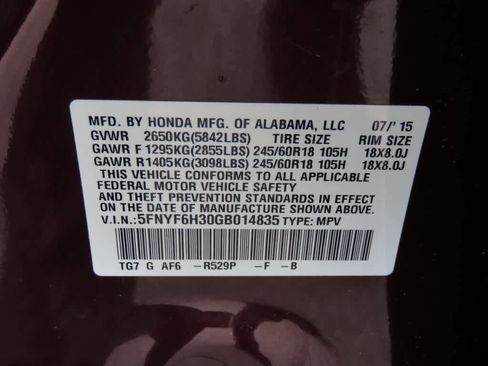 MFD. BY HONDA MFG. OF ALABAMA, LLC 07/'15
GVWR 2650KG(5842LBS) TIRE SIZE RIM SIZE
GAWR F 1295KG(2855LBS) 245/60R18 105H 18X8.0J
GAWR R1405KG(3098LBS) 245/60R18 105H 18X8.0J
THIS VEHICLE CONFORMS TO ALL APPLICABLE
FEDERAL MOTOR VEHICLE SAFETY
AND THEFT PREVENTION STANDARDS IN EFFECT
ON THE DATE OF MANUFACTURE SHOWN ABOVE.
V.I.N.:5FNYF6H30GB014835 TYPE: MPV
TG7 G AF6 -R529P -F -B